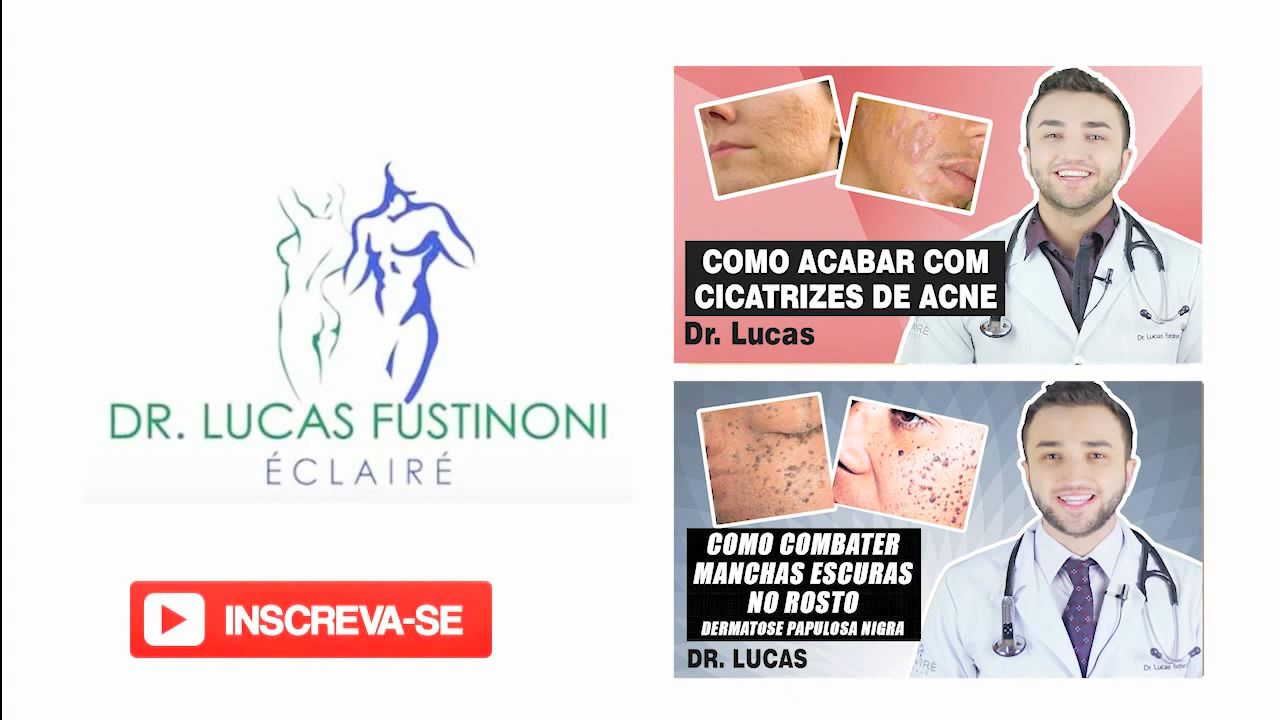 DR. LUCAS FUSTINONI
ÉCLAIRÉ
INSCREVA-SE
COMO ACABAR COM
CICATRIZES DE ACNE
Dr. Lucas
COMO COMBATER
MANCHAS ESCURAS
NO ROSTO
DERMATOSE PAPULOSA NIGRA
DR. LUCAS